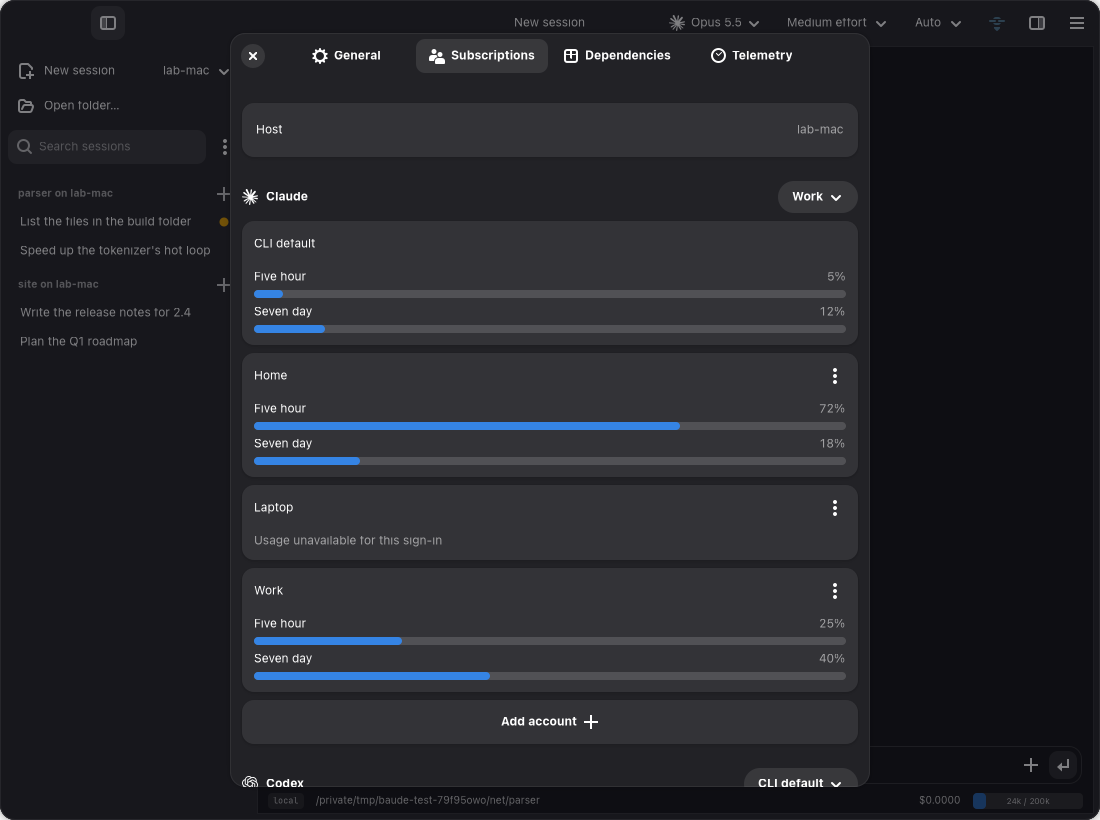 New session
Opus 5.5
Medium effort
Auto
General
Subscriptions
Dependencies
Telemetry
New session
lab-mac
Open folder...
Search sessions
parser on lab-mac
List the files in the build folder
Speed up the tokenizer's hot loop
site on lab-mac
Write the release notes for 2.4
Plan the Q1 roadmap
Host
lab-mac
Claude
Work
CLI default
Five hour
5%
Seven day
12%
Home
Five hour
72%
Seven day
18%
Laptop
Usage unavailable for this sign-in
Work
Five hour
25%
Seven day
40%
Add account
Codex
CLI default
local
/private/tmp/baude-test-79f95owo/net/parser
$0.0000
24k / 200k